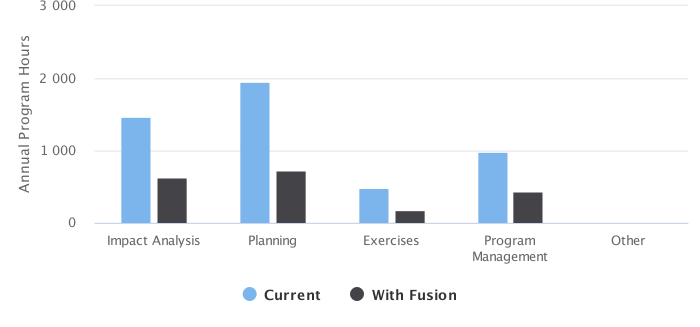 3 000
2 000
1 000
0
Annual Program Hours
Impact Analysis
Planning
Exercises
Program
Management
Other
Current
With Fusion